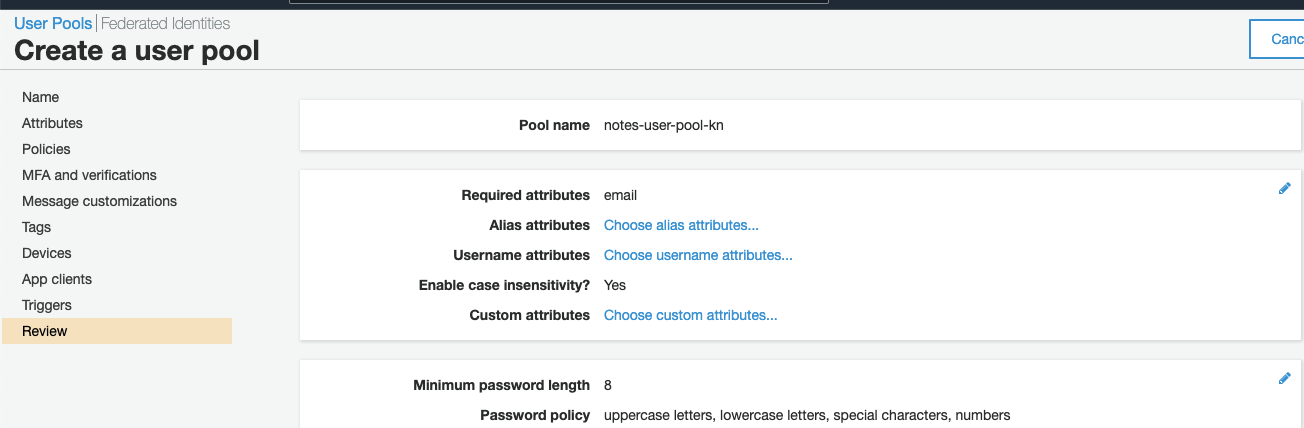 User Pools | Federated Identities
Create a user pool
Canc
Name
Attributes
Policies
MFA and verifications
Message customizations
Tags
Devices
App clients
Triggers
Review
Pool name notes-user-pool-kn
Required attributes email
Alias attributes Choose alias attributes...
Username attributes Choose username attributes...
Enable case insensitivity? Yes
Custom attributes Choose custom attributes...
Minimum password length 8
Password policy uppercase letters, lowercase letters, special characters, numbers